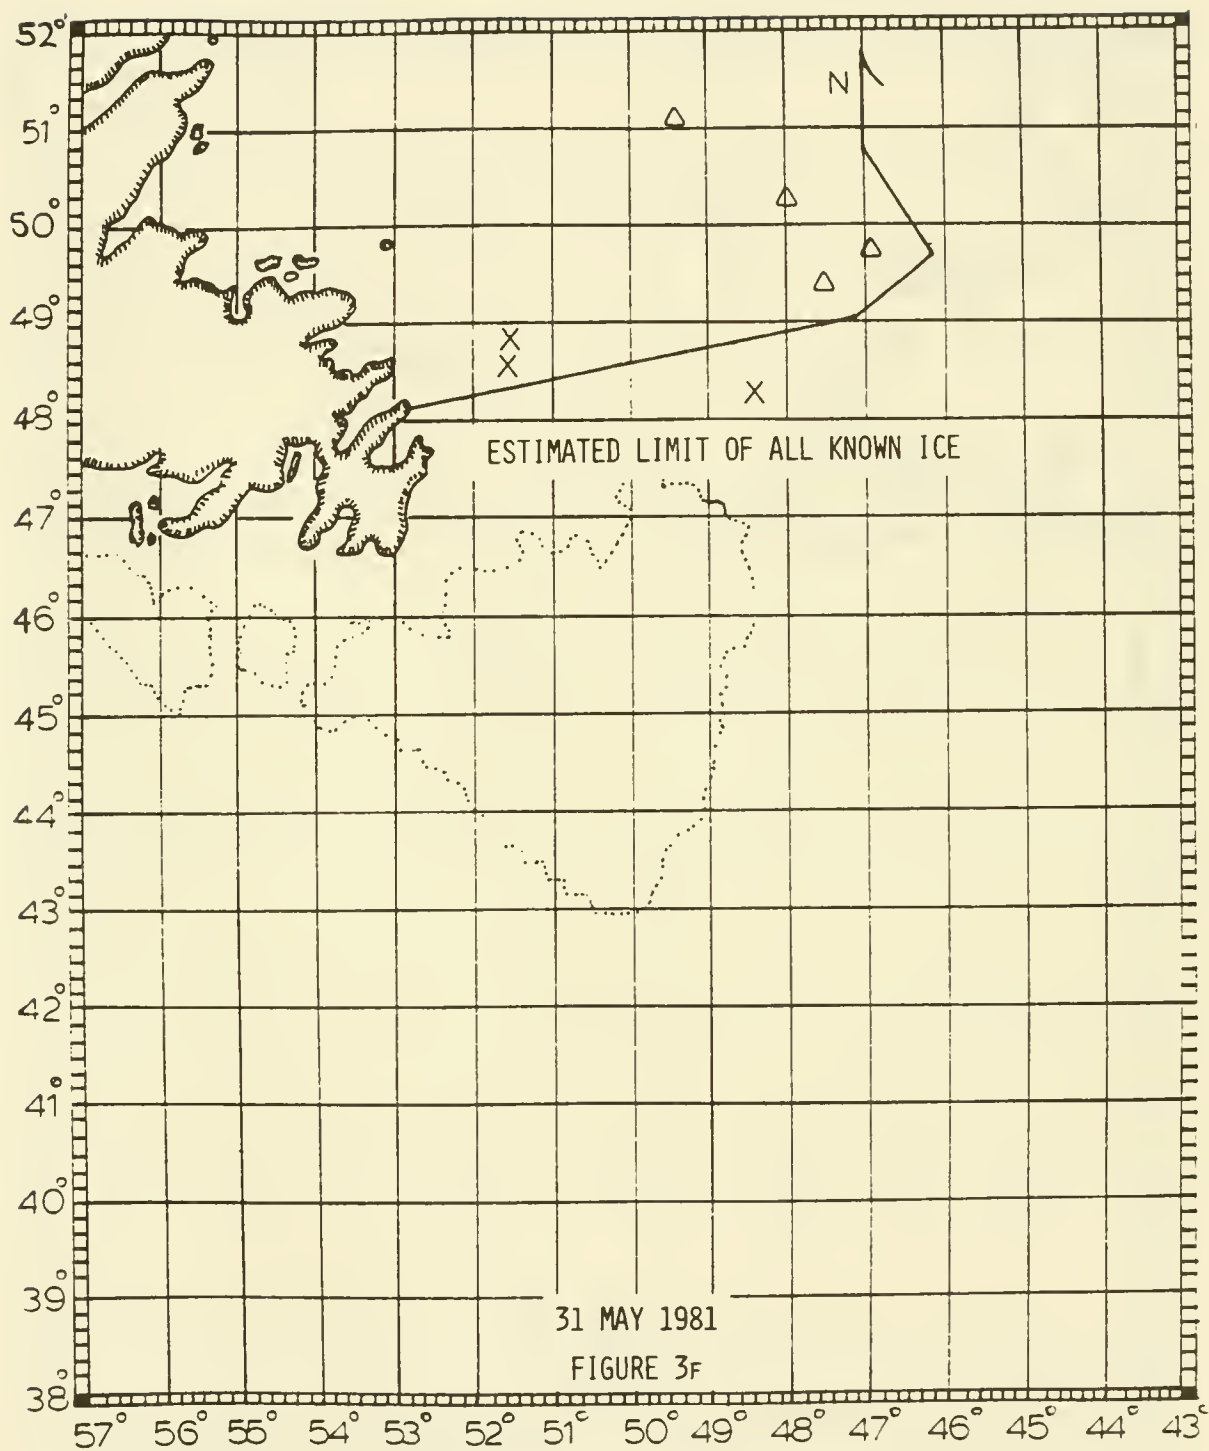 52°
N
51°
50°
49°
X
X
X
48°
ESTIMATED LIMIT OF ALL KNOWN ICE
47°
46°
45°
44°
43°
42°
41°
40°
39°
31 MAY 1981
FIGURE 3F
38°
57° 56° 55° 54° 53° 52° 51° 50° 49° 48° 47° 46° 45° 44° 43°